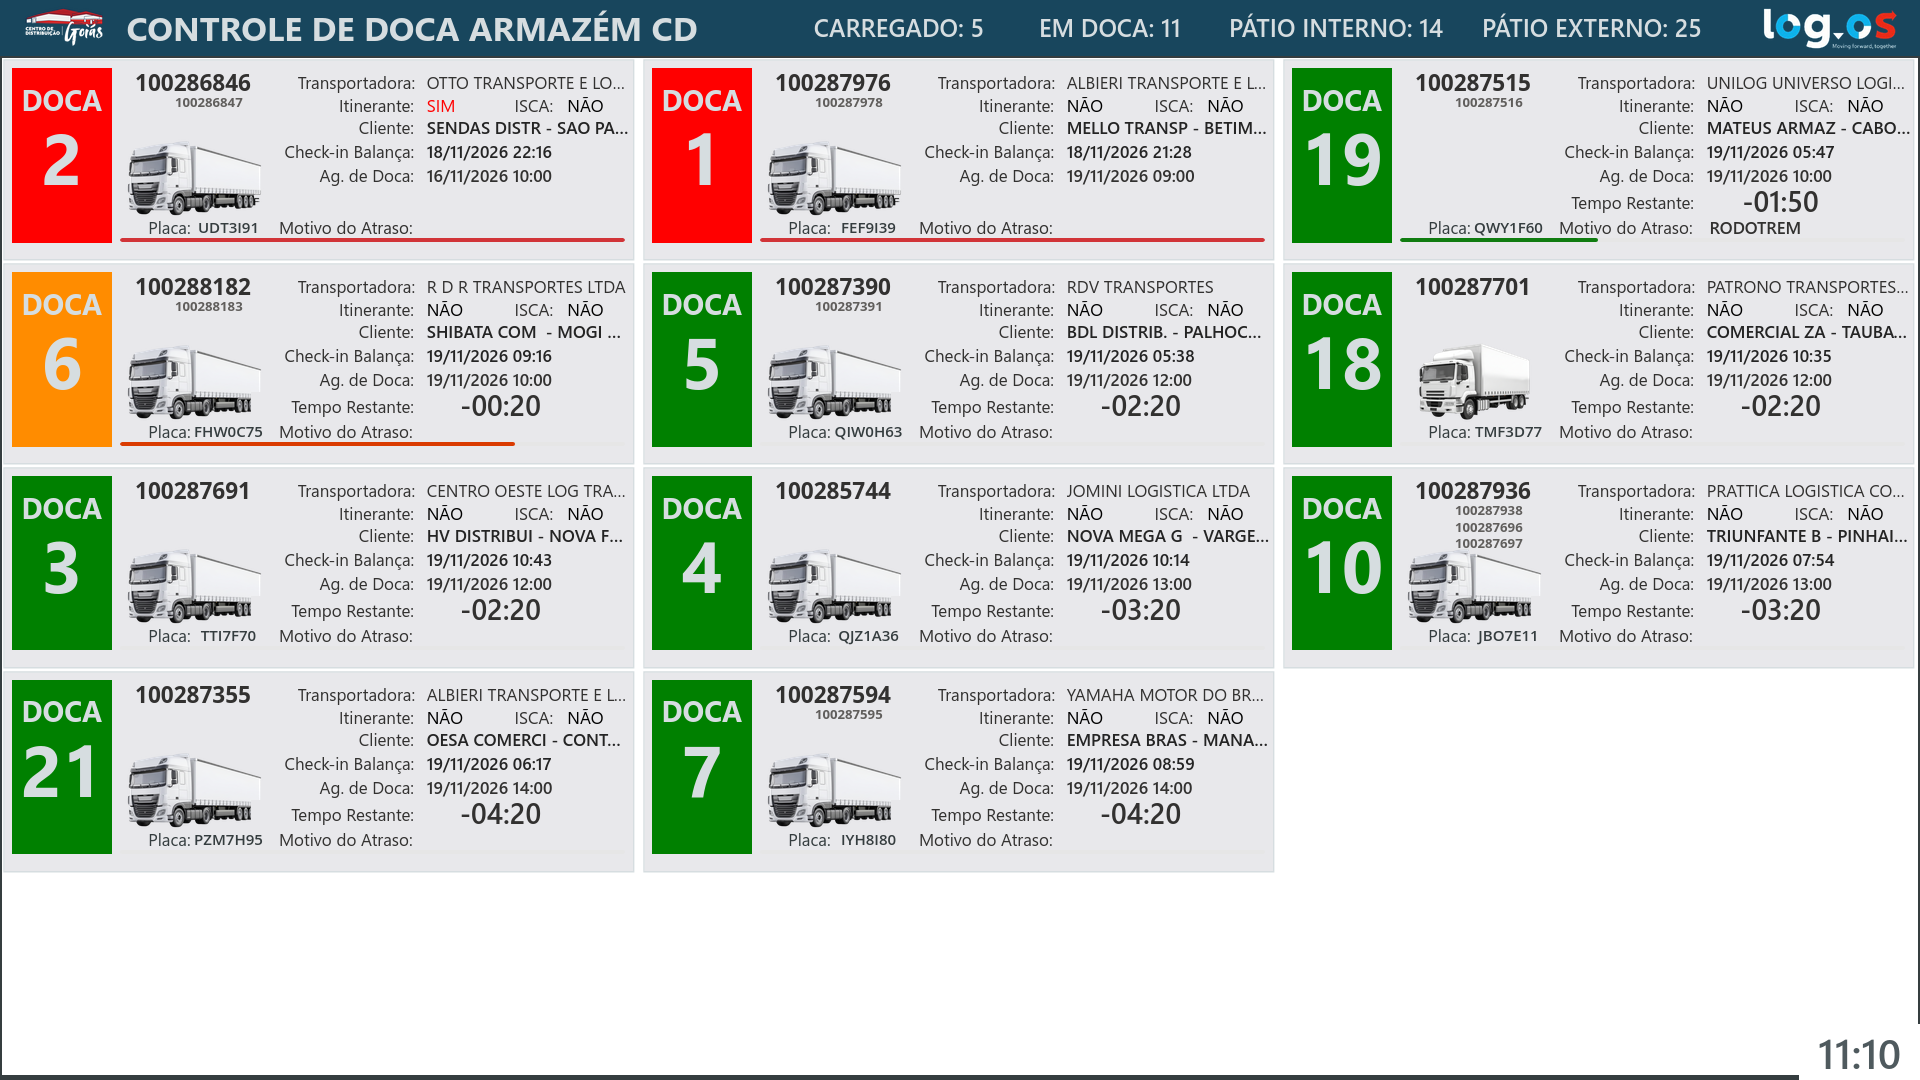 CENTRO DE DISTRIBUIÇÃO Goiás
CONTROLE DE DOCA ARMAZÉM CD
CARREGADO: 5
EM DOCA: 11
PÁTIO INTERNO: 14
PÁTIO EXTERNO: 25
log.os
Moving forward, together
DOCA
2
100286846
100286847
Transportadora: OTTO TRANSPORTE E LO...
Itinerante: SIM ISCA: NÃO
Cliente: SENDAS DISTR - SAO PA...
Check-in Balança: 18/11/2026 22:16
Ag. de Doca: 16/11/2026 10:00
Placa: UDT3I91 Motivo do Atraso:
DOCA
1
100287976
100287978
Transportadora: ALBIERI TRANSPORTE E L...
Itinerante: NÃO ISCA: NÃO
Cliente: MELLO TRANSP - BETIM...
Check-in Balança: 18/11/2026 21:28
Ag. de Doca: 19/11/2026 09:00
Placa: FEF9I39 Motivo do Atraso:
DOCA
19
100287515
100287516
Transportadora: UNILOG UNIVERSO LOGI...
Itinerante: NÃO ISCA: NÃO
Cliente: MATEUS ARMAZ - CABO...
Check-in Balança: 19/11/2026 05:47
Ag. de Doca: 19/11/2026 10:00
Tempo Restante: -01:50
Placa: QWY1F60 Motivo do Atraso: RODOTREM
DOCA
6
100288182
100288183
Transportadora: R D R TRANSPORTES LTDA
Itinerante: NÃO ISCA: NÃO
Cliente: SHIBATA COM - MOGI ...
Check-in Balança: 19/11/2026 09:16
Ag. de Doca: 19/11/2026 10:00
Tempo Restante: -00:20
Placa: FHW0C75 Motivo do Atraso:
DOCA
5
100287390
100287391
Transportadora: RDV TRANSPORTES
Itinerante: NÃO ISCA: NÃO
Cliente: BDL DISTRIB. - PALHOC...
Check-in Balança: 19/11/2026 05:38
Ag. de Doca: 19/11/2026 12:00
Tempo Restante: -02:20
Placa: QIW0H63 Motivo do Atraso:
DOCA
18
100287701
Transportadora: PATRONO TRANSPORTES...
Itinerante: NÃO ISCA: NÃO
Cliente: COMERCIAL ZA - TAUBA...
Check-in Balança: 19/11/2026 10:35
Ag. de Doca: 19/11/2026 12:00
Tempo Restante: -02:20
Placa: TMF3D77 Motivo do Atraso:
DOCA
3
100287691
Transportadora: CENTRO OESTE LOG TRA...
Itinerante: NÃO ISCA: NÃO
Cliente: HV DISTRIBUI - NOVA F...
Check-in Balança: 19/11/2026 10:43
Ag. de Doca: 19/11/2026 12:00
Tempo Restante: -02:20
Placa: TTI7F70 Motivo do Atraso:
DOCA
4
100285744
Transportadora: JOMINI LOGISTICA LTDA
Itinerante: NÃO ISCA: NÃO
Cliente: NOVA MEGA G - VARGE...
Check-in Balança: 19/11/2026 10:14
Ag. de Doca: 19/11/2026 13:00
Tempo Restante: -03:20
Placa: QJZ1A36 Motivo do Atraso:
DOCA
10
100287936
100287938
100287696
100287697
Transportadora: PRATTICA LOGISTICA CO...
Itinerante: NÃO ISCA: NÃO
Cliente: TRIUNFANTE B - PINHAI...
Check-in Balança: 19/11/2026 07:54
Ag. de Doca: 19/11/2026 13:00
Tempo Restante: -03:20
Placa: JBO7E11 Motivo do Atraso:
DOCA
21
100287355
Transportadora: ALBIERI TRANSPORTE E L...
Itinerante: NÃO ISCA: NÃO
Cliente: OESA COMERCI - CONT...
Check-in Balança: 19/11/2026 06:17
Ag. de Doca: 19/11/2026 14:00
Tempo Restante: -04:20
Placa: PZM7H95 Motivo do Atraso:
DOCA
7
100287594
100287595
Transportadora: YAMAHA MOTOR DO BR...
Itinerante: NÃO ISCA: NÃO
Cliente: EMPRESA BRAS - MANA...
Check-in Balança: 19/11/2026 08:59
Ag. de Doca: 19/11/2026 14:00
Tempo Restante: -04:20
Placa: IYH8I80 Motivo do Atraso:
11:10